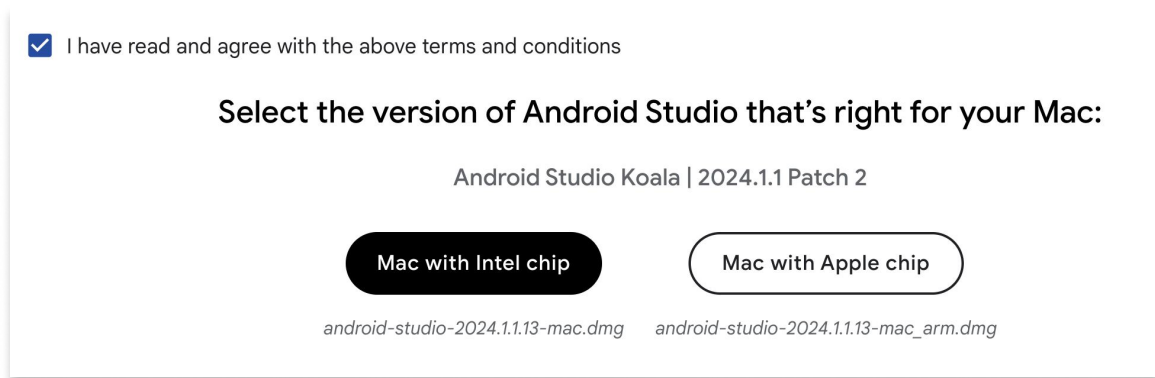 I have read and agree with the above terms and conditions
Select the version of Android Studio that’s right for your Mac:
Android Studio Koala | 2024.1.1 Patch 2
Mac with Intel chip
Mac with Apple chip
android-studio-2024.1.1.13-mac.dmg
android-studio-2024.1.1.13-mac_arm.dmg